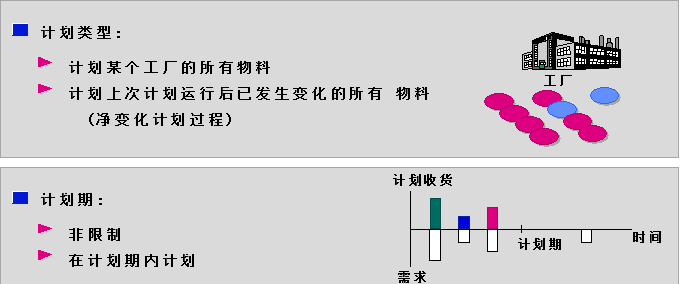 计划类型：
计划某个工厂的所有物料
计划上次计划运行后已发生变化的所有 物料
（净变化计划过程）
工厂
计划期：
非限制
在计划期内计划
计划收货
计划期
时间
需求